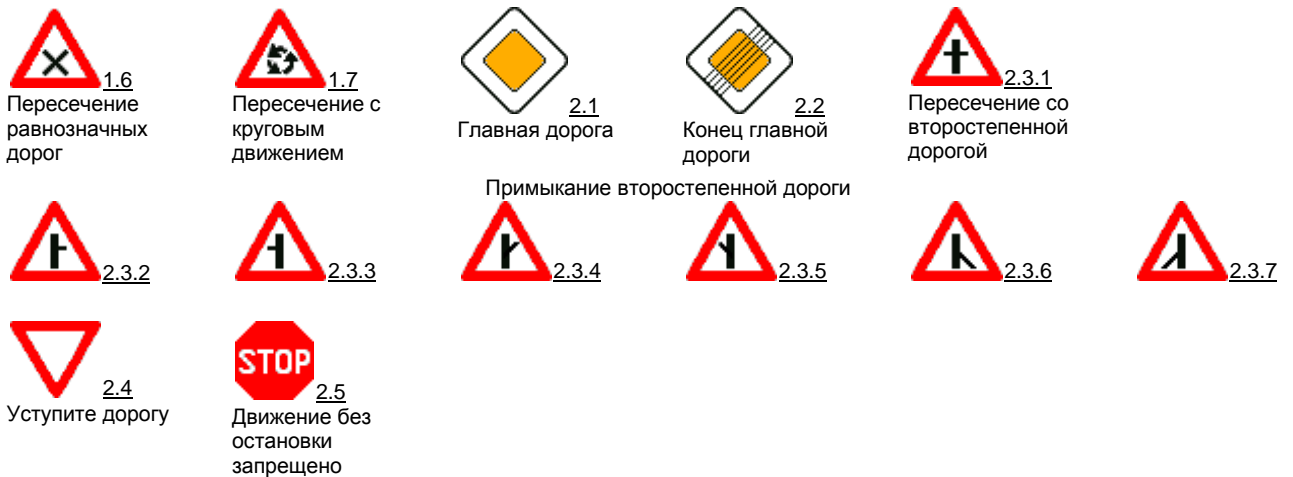 1.6
Пересечение
равнозначных
дорог
1.7
Пересечение с
круговым
движением
2.1
Главная дорога
2.2
Конец главной
дороги
2.3.1
Пересечение со
второстепенной
дорогой
Примыкание второстепенной дороги
2.3.2
2.3.3
2.3.4
2.3.5
2.3.6
2.3.7
2.4
Уступите дорогу
STOP
2.5
Движение без
остановки
запрещено